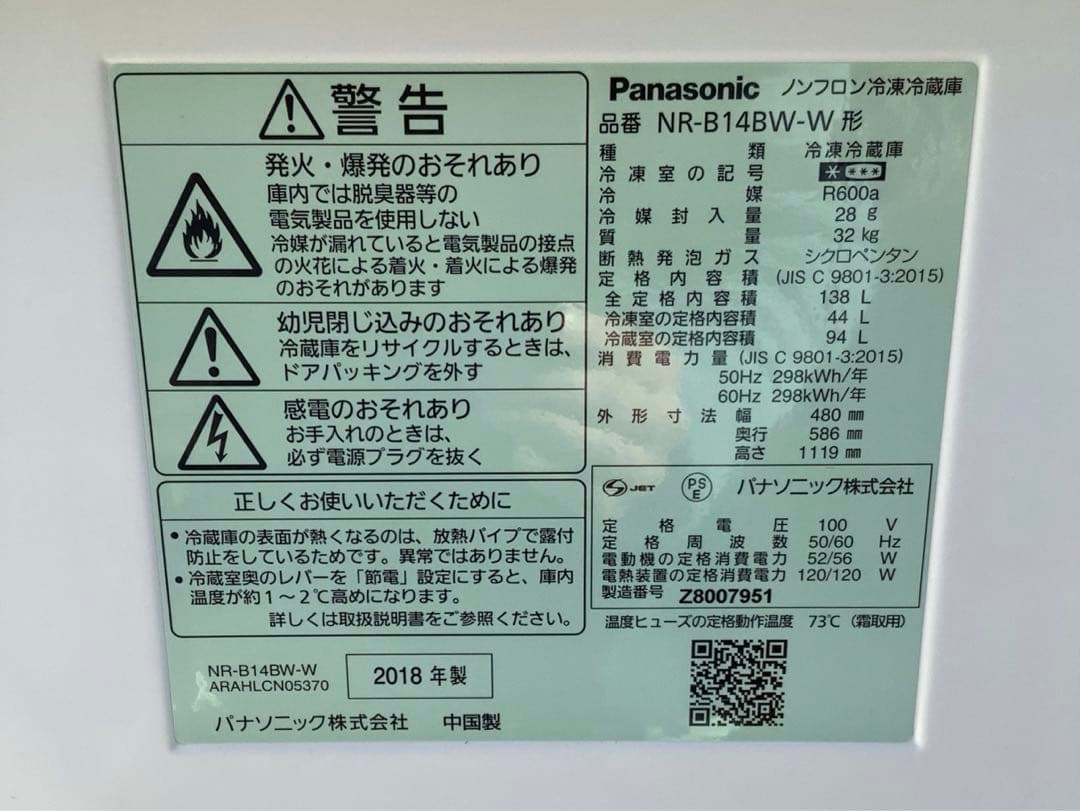 警告
発火・爆発のおそれあり
庫内では脱臭器等の
電気製品を使用しない
冷媒が漏れていると電気製品の接点
の火花による着火・着火による爆発
のおそれがあります
幼児閉じ込みのおそれあり
冷蔵庫をリサイクルするときは、
ドアパッキングを外す
感電のおそれあり
お手入れのときは、
必ず電源プラグを抜く
正しくお使いいただくために
• 冷蔵庫の表面が熱くなるのは、放熱パイプで露付
防止をしているためです。異常ではありません。
• 冷蔵室奥のレバーを「節電」設定にすると、庫内
温度が約1～2℃高めになります。
詳しくは取扱説明書をご参照ください。
NR-B14BW-W
ARAHLCN05370
2018 年製
パナソニック株式会社 中国製
Panasonic ノンフロン冷凍冷蔵庫
品番 NR-B14BW-W 形
種類 冷凍冷蔵庫
冷凍室の記号 * ***
冷媒 R600a
冷媒封入量 28 g
質量 32 kg
断熱発泡ガス シクロペンタン
定格内容積 (JIS C 9801-3:2015)
全定格内容積 138 L
冷凍室の定格内容積 44 L
冷蔵室の定格内容積 94 L
消費電力量 (JIS C 9801-3:2015)
50Hz 298kWh/年
60Hz 298kWh/年
外形寸法 幅 480 mm
奥行 586 mm
高さ 1119 mm
S JET PSE パナソニック株式会社
定格電圧 100 V
定格周波数 50/60 Hz
電動機の定格消費電力 52/56 W
電熱装置の定格消費電力 120/120 W
製造番号 Z8007951
温度ヒューズの定格動作温度 73℃ (霜取用)